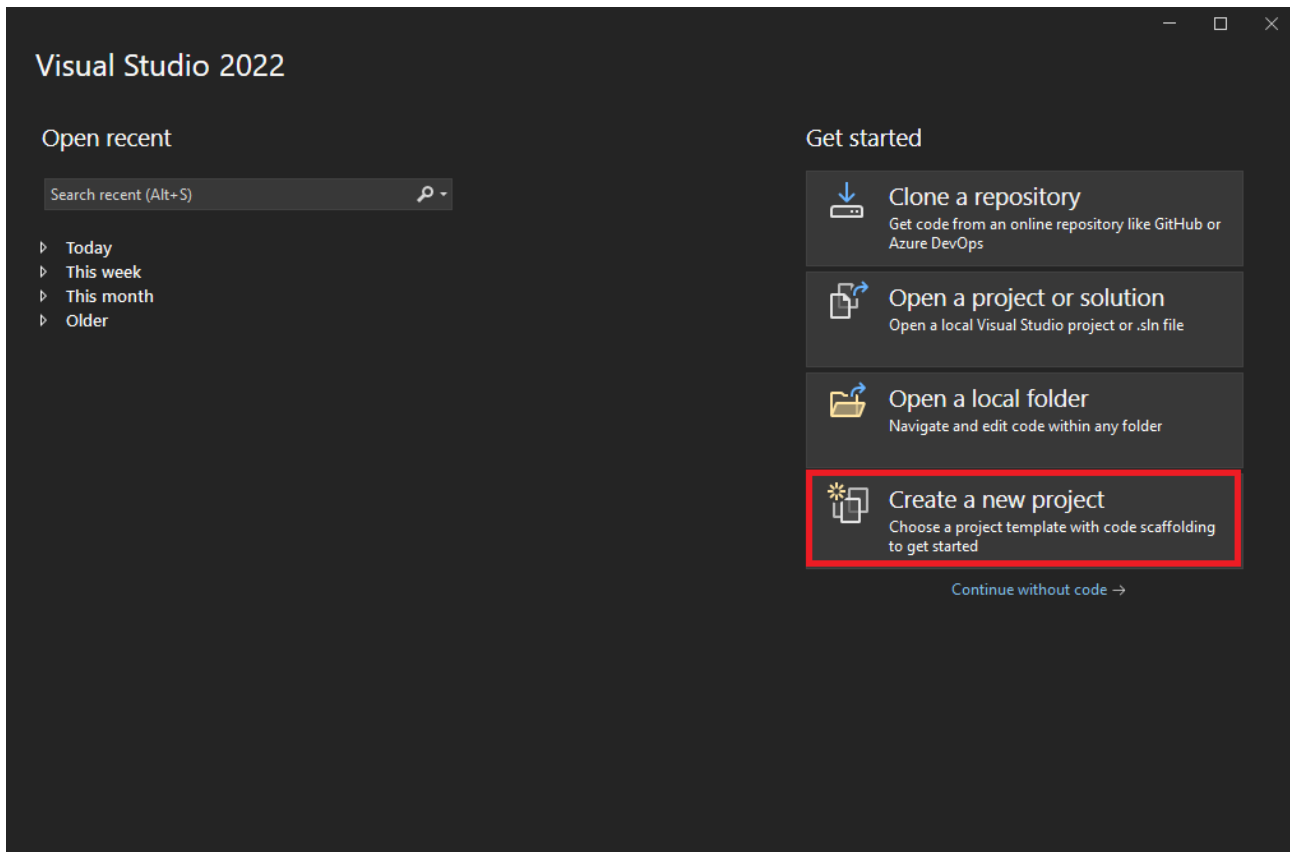 Visual Studio 2022
Open recent
Search recent (Alt+S)
Today
This week
This month
Older
Get started
Clone a repository
Get code from an online repository like GitHub or
Azure DevOps
Open a project or solution
Open a local Visual Studio project or .sln file
Open a local folder
Navigate and edit code within any folder
Create a new project
Choose a project template with code scaffolding
to get started
Continue without code →